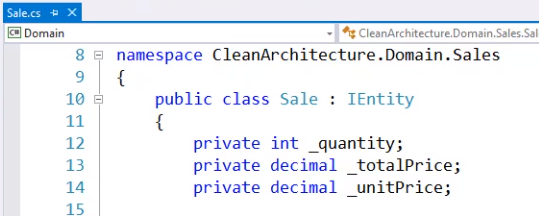 Sale.cs
Domain
CleanArchitecture.Domain.Sales.Sal
8 namespace CleanArchitecture.Domain.Sales
9 {
10 public class Sale : IEntity
11 {
12 private int _quantity;
13 private decimal _totalPrice;
14 private decimal _unitPrice;
15